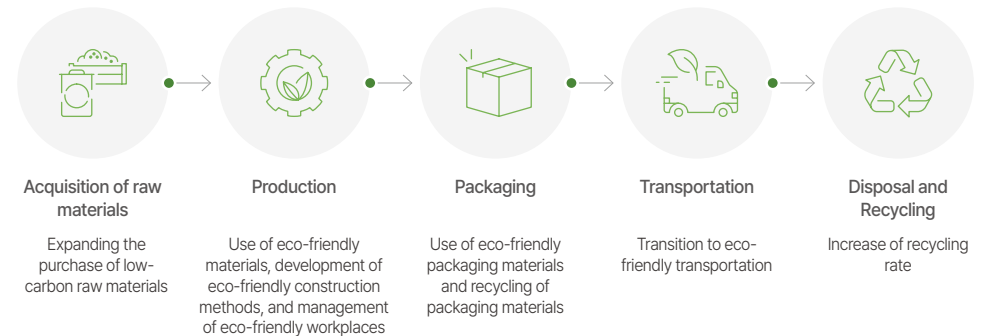 Acquisition of raw
materials
Expanding the
purchase of low-
carbon raw materials
Production
Use of eco-friendly
materials, development of
eco-friendly construction
methods, and management
of eco-friendly workplaces
Packaging
Use of eco-friendly
packaging materials
and recycling of
packaging materials
Transportation
Transition to eco-
friendly transportation
Disposal and
Recycling
Increase of recycling
rate